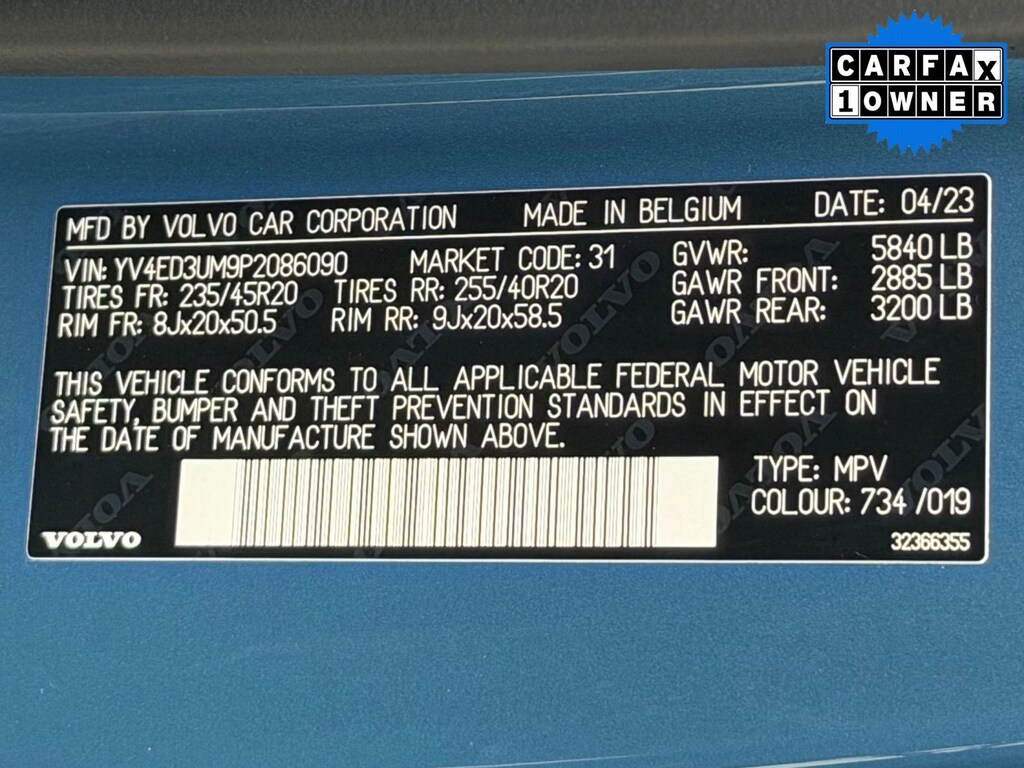 CARFAX
1 OWNER
MFD BY VOLVO CAR CORPORATION MADE IN BELGIUM DATE: 04/23
VIN: YV4ED3UM9P2086090 MARKET CODE: 31 GVWR: 5840 LB
TIRES FR: 235/45R20 TIRES RR: 255/40R20 GAWR FRONT: 2885 LB
RIM FR: 8Jx20x50.5 RIM RR: 9Jx20x58.5 GAWR REAR: 3200 LB
THIS VEHICLE CONFORMS TO ALL APPLICABLE FEDERAL MOTOR VEHICLE
SAFETY, BUMPER AND THEFT PREVENTION STANDARDS IN EFFECT ON
THE DATE OF MANUFACTURE SHOWN ABOVE.
TYPE: MPV
COLOUR: 734 /019
VOLVO 32366355